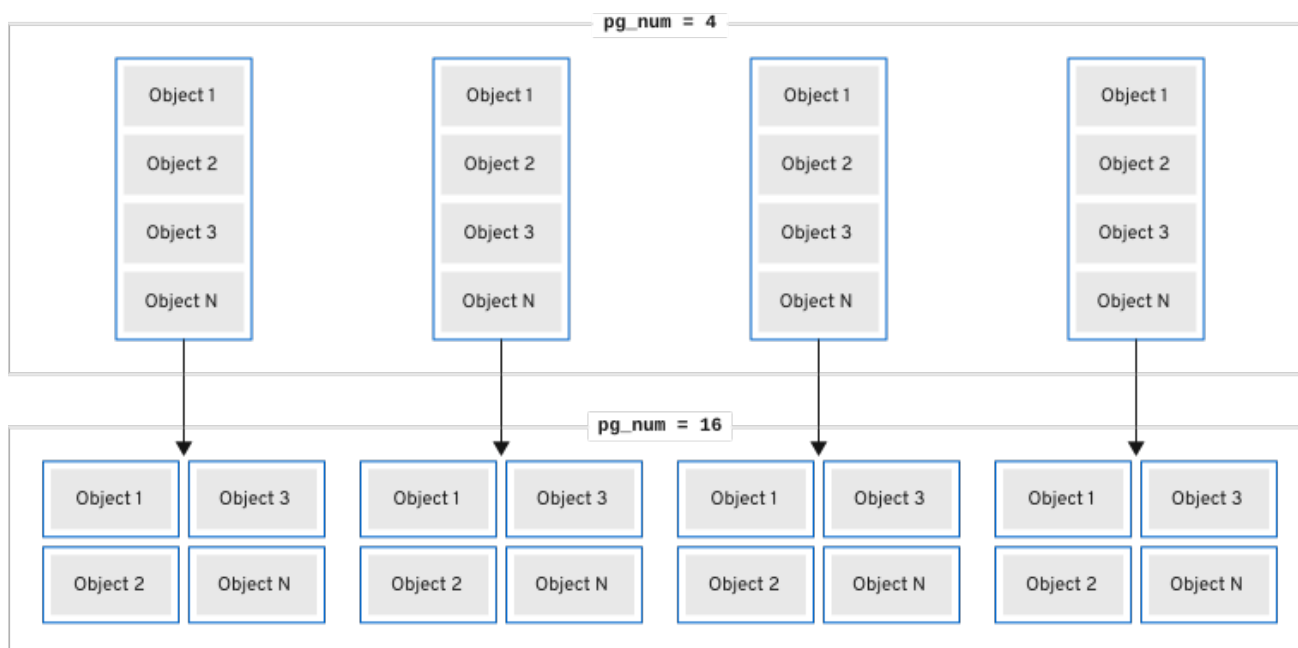 pg_num = 4
Object 1 Object 1 Object 1 Object 1
Object 2 Object 2 Object 2 Object 2
Object 3 Object 3 Object 3 Object 3
Object N Object N Object N Object N
pg_num = 16
Object 1 Object 3 Object 1 Object 3 Object 1 Object 3 Object 1 Object 3
Object 2 Object N Object 2 Object N Object 2 Object N Object 2 Object N